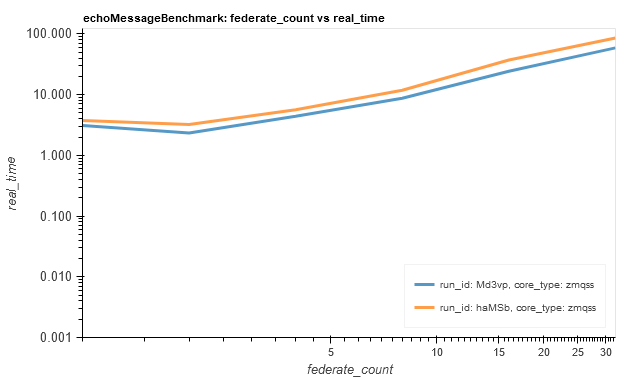 echoMessageBenchmark: federate_count vs real_time
100.000
10.000
1.000
0.100
0.010
0.001
real_time
5
10
15
20
25
30
federate_count
run_id: Md3vp, core_type: zmqss
run_id: haMSb, core_type: zmqss